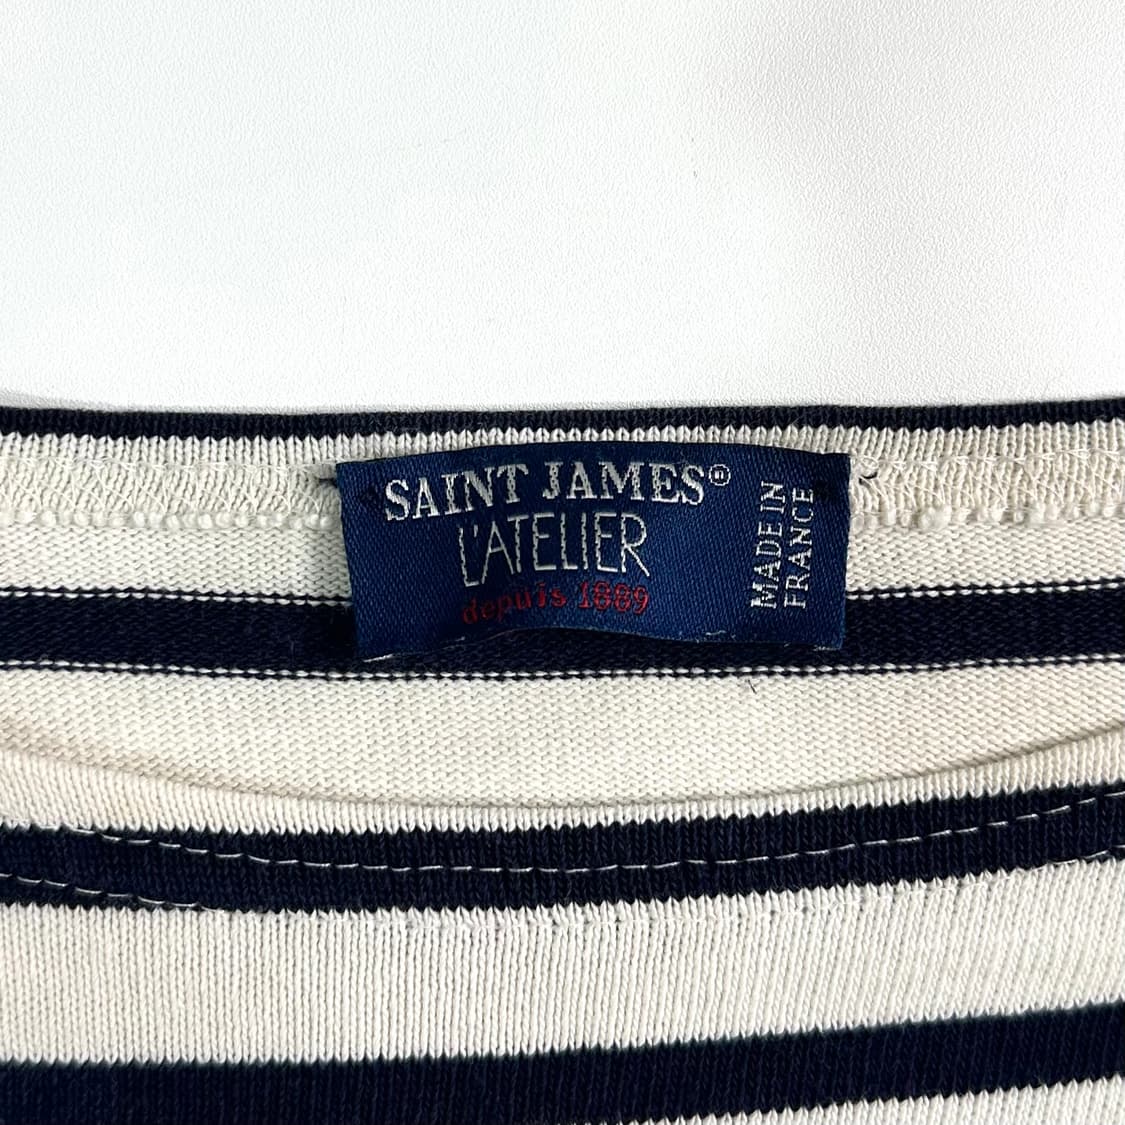 SAINT JAMES®
L'ATELIER
depuis 1889
MADE IN
FRANCE